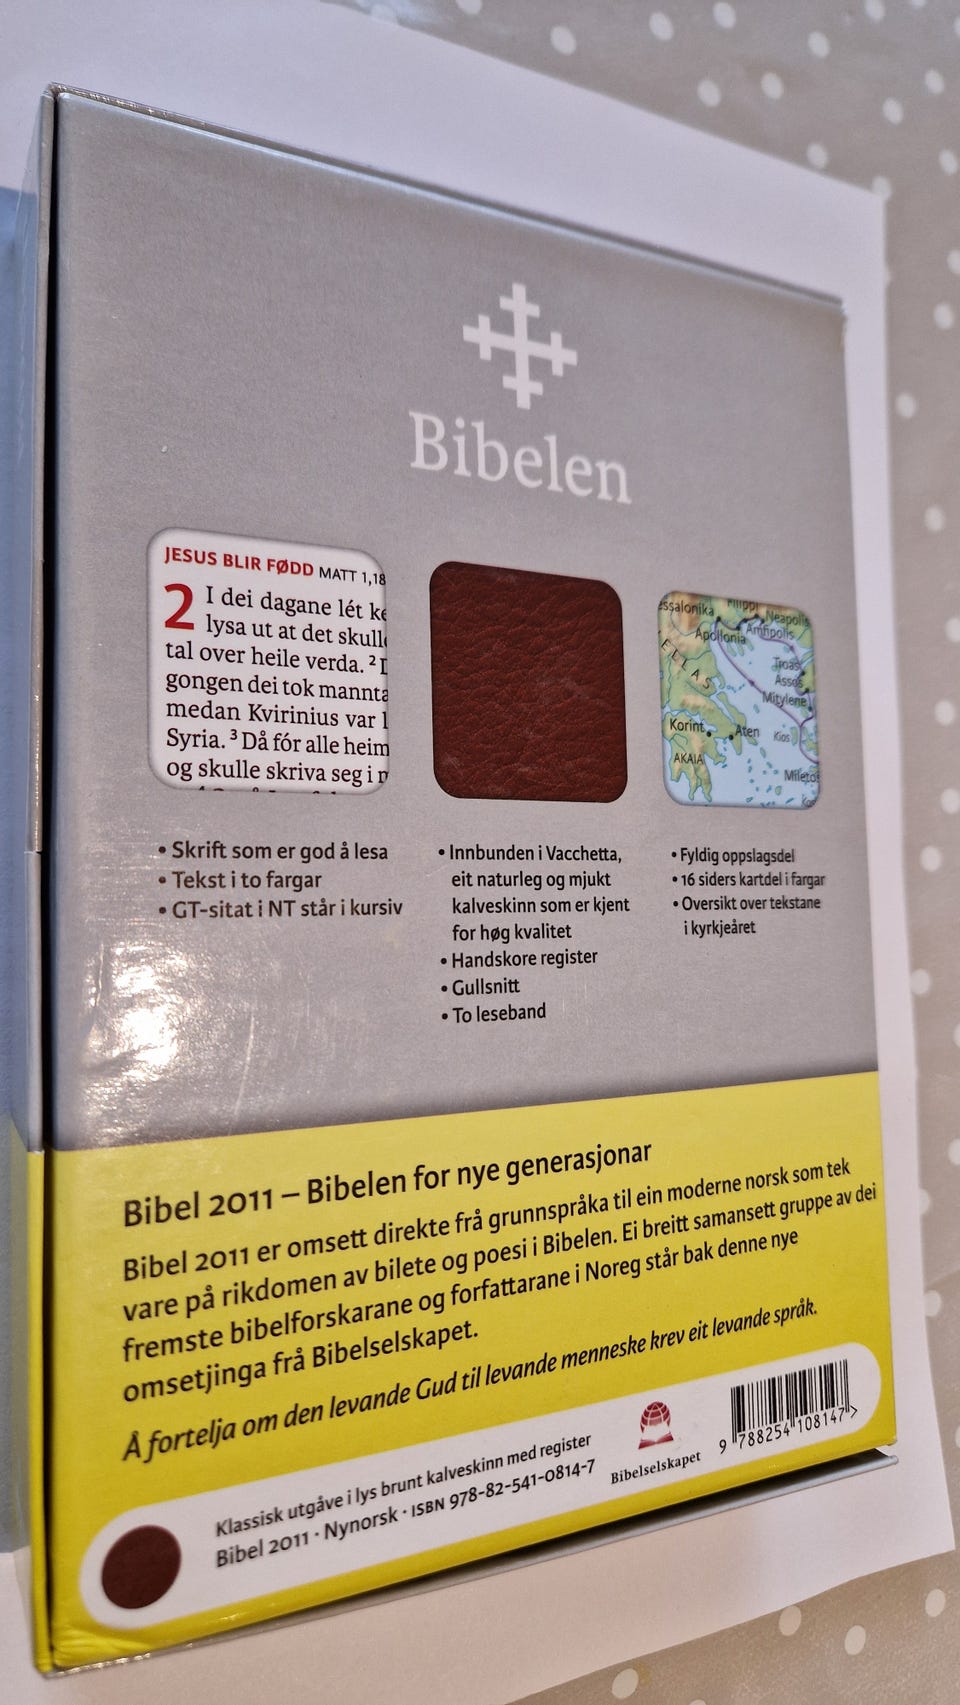 Bibelen
JESUS BLIR FØDD MATT 1,18
2 I dei dagane lét
lysa ut at det
tal over heile verda. 2
gongen dei tok
medan Kvirinius var
Syria. 3 Då fór alle heim
og skulle skriva seg i
essalonika
Filippi
Neapolis
Apollonia
Amfipolis
ELLAS
Troas
Assos
Mitylene
Korint
Aten
Kios
AKAIA
Miletos
• Skrift som er god å lesa
• Tekst i to fargar
• GT-sitat i NT står i kursiv
• Innbunden i Vacchetta,
eit naturleg og mjukt
kalveskinn som er kjent
for høg kvalitet
• Handskore register
• Gullsnitt
• To leseband
• Fyldig oppslagsdel
• 16 siders kartdel i fargar
• Oversikt over tekstane
i kyrkjeåret
Bibel 2011 – Bibelen for nye generasjonar
Bibel 2011 er omsett direkte frå grunnspråka til ein moderne norsk som tek
vare på rikdomen av bilete og poesi i Bibelen. Ei breitt samansett gruppe av dei
fremste bibelforskarane og forfattarane i Noreg står bak denne nye
omsetjinga frå Bibelselskapet.
Å fortelja om den levande Gud til levande menneske krev eit levande språk.
Klassisk utgåve i lys brunt kalveskinn med register
Bibel 2011 · Nynorsk · ISBN 978-82-541-0814-7
Bibelselskapet
9 788254 108147 >